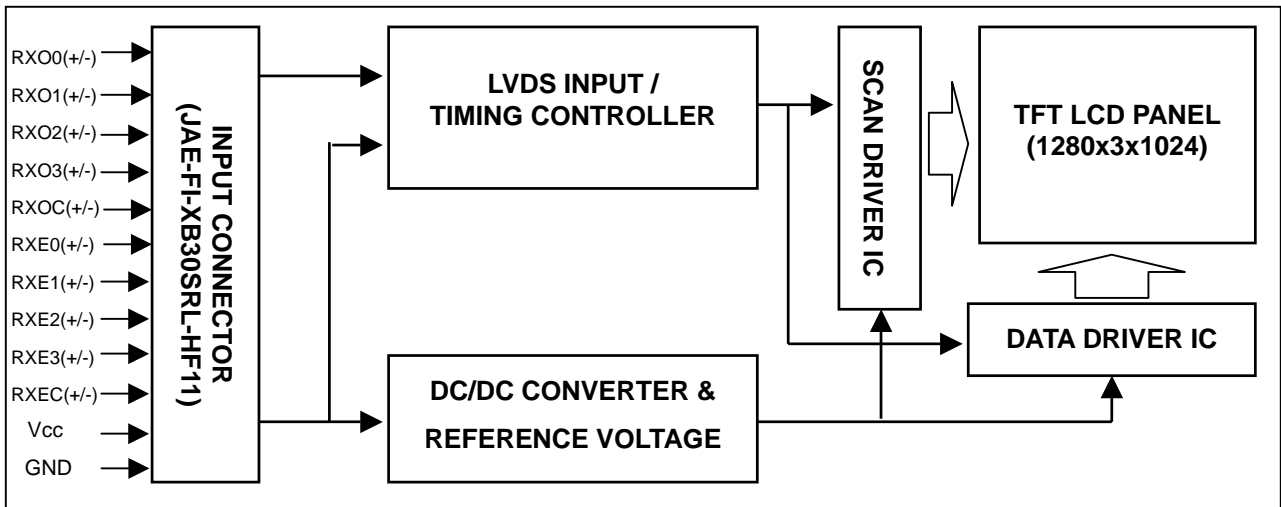 RXO0(+/-)
RXO1(+/-)
RXO2(+/-)
RXO3(+/-)
RXOC(+/-)
RXE0(+/-)
RXE1(+/-)
RXE2(+/-)
RXE3(+/-)
RXEC(+/-)
Vcc
GND
INPUT CONNECTOR
(JAE-FI-XB30SRL-HF11)
LVDS INPUT /
TIMING CONTROLLER
DC/DC CONVERTER &
REFERENCE VOLTAGE
SCAN DRIVER IC
TFT LCD PANEL
(1280x3x1024)
DATA DRIVER IC